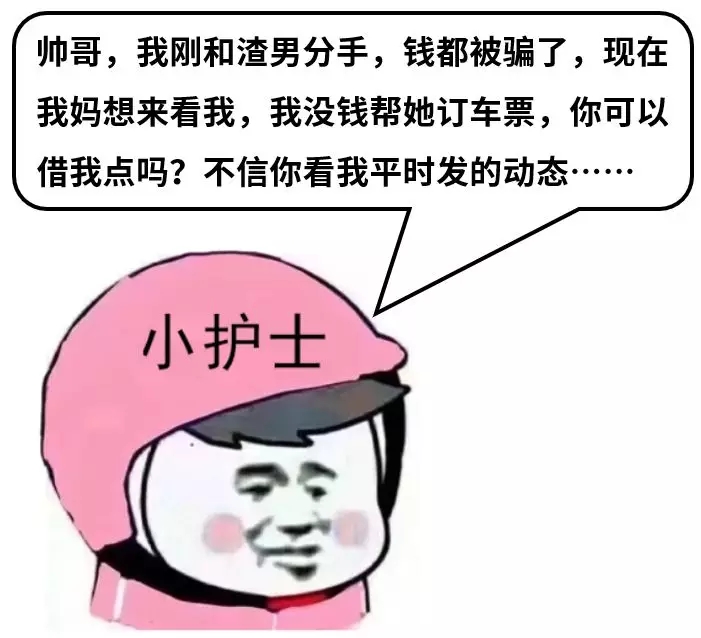 帅哥，我刚和渣男分手，钱都被骗了，现在
我妈想来看我，我没钱帮她订车票，你可以
借我点吗？不信你看我平时发的动态……
小护士